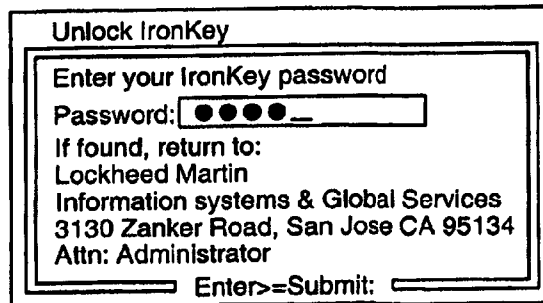 Unlock IronKey
Enter your IronKey password
Password: ●●●●_
If found, return to:
Lockheed Martin
Information systems & Global Services
3130 Zanker Road, San Jose CA 95134
Attn: Administrator
Enter>=Submit: